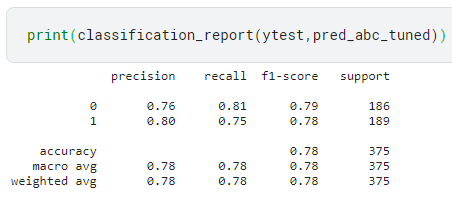 print(classification_report(ytest,pred_abc_tuned))
precision recall f1-score support
0 0.76 0.81 0.79 186
1 0.80 0.75 0.78 189
accuracy 0.78 375
macro avg 0.78 0.78 0.78 375
weighted avg 0.78 0.78 0.78 375